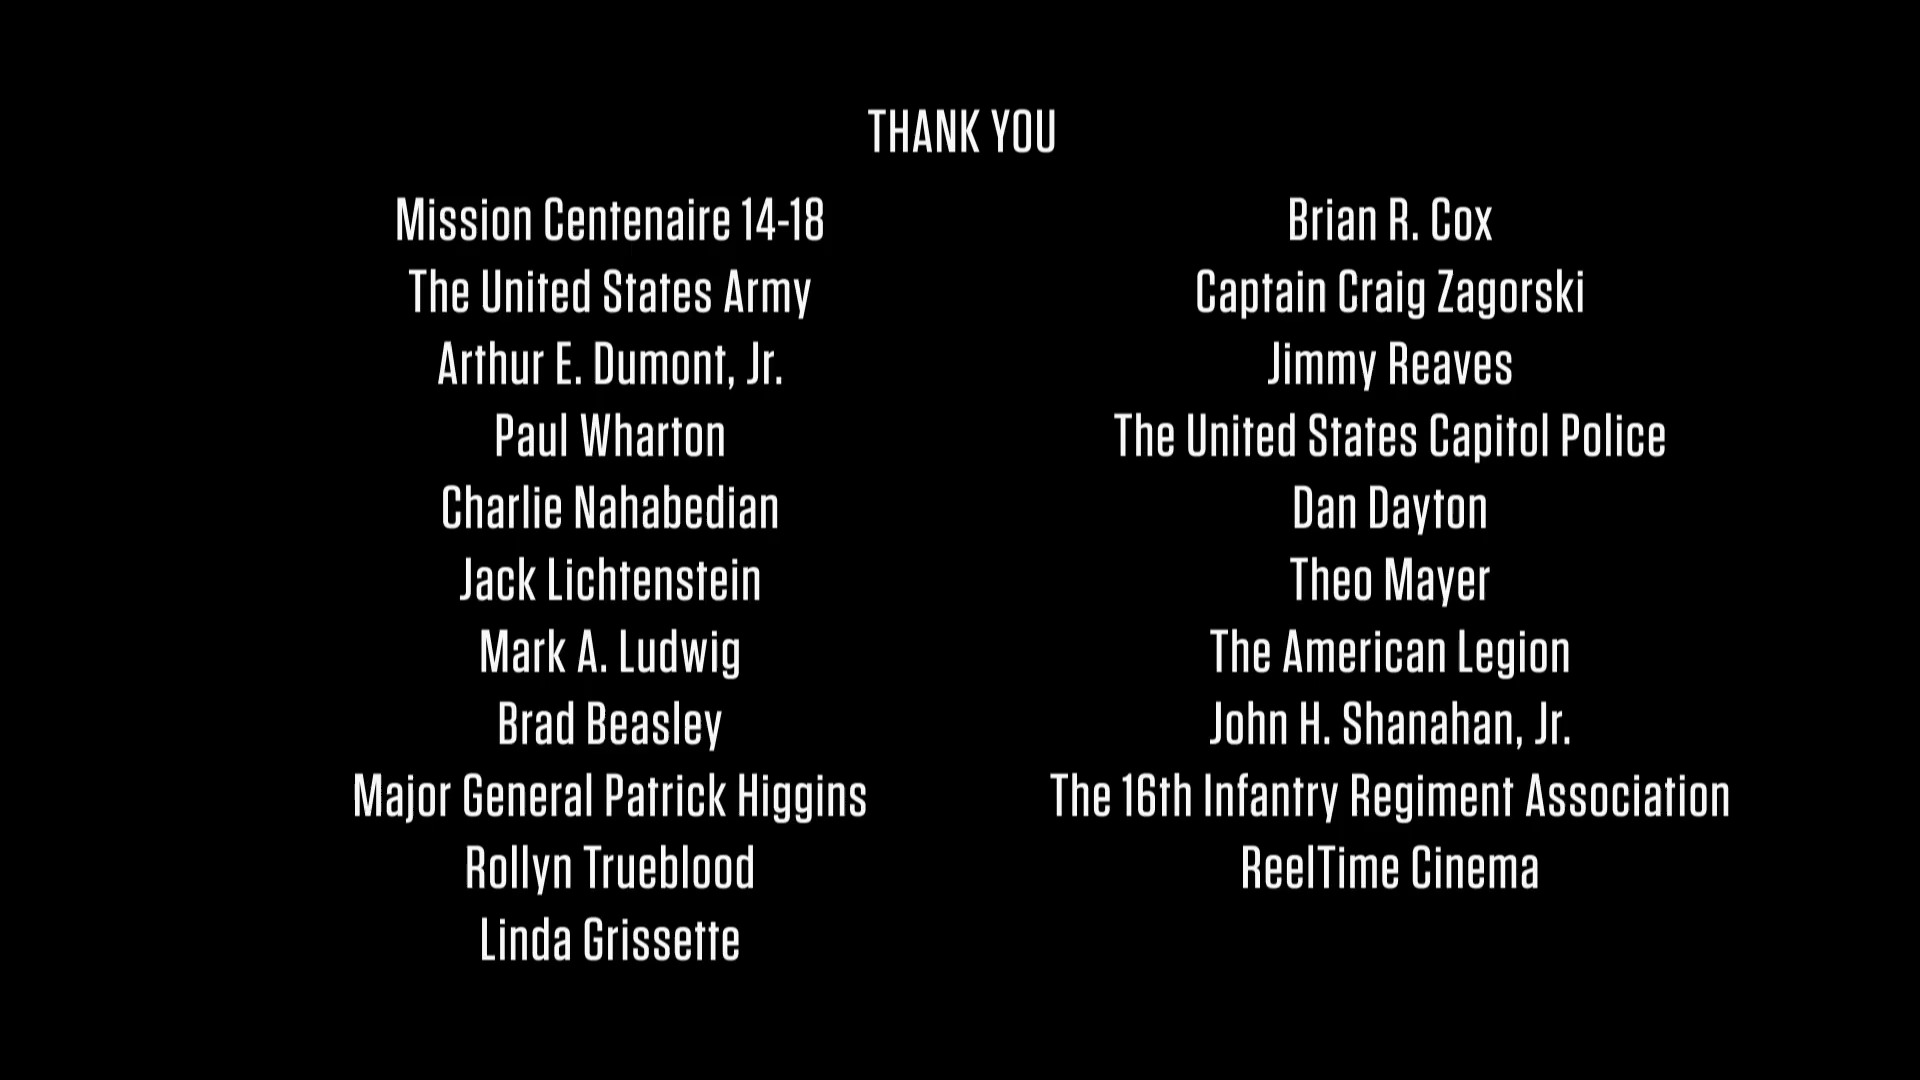 THANK YOU
Mission Centenaire 14-18
The United States Army
Arthur E. Dumont, Jr.
Paul Wharton
Charlie Nahabedian
Jack Lichtenstein
Mark A. Ludwig
Brad Beasley
Major General Patrick Higgins
Rollyn Trueblood
Linda Grissette
Brian R. Cox
Captain Craig Zagorski
Jimmy Reaves
The United States Capitol Police
Dan Dayton
Theo Mayer
The American Legion
John H. Shanahan, Jr.
The 16th Infantry Regiment Association
ReelTime Cinema